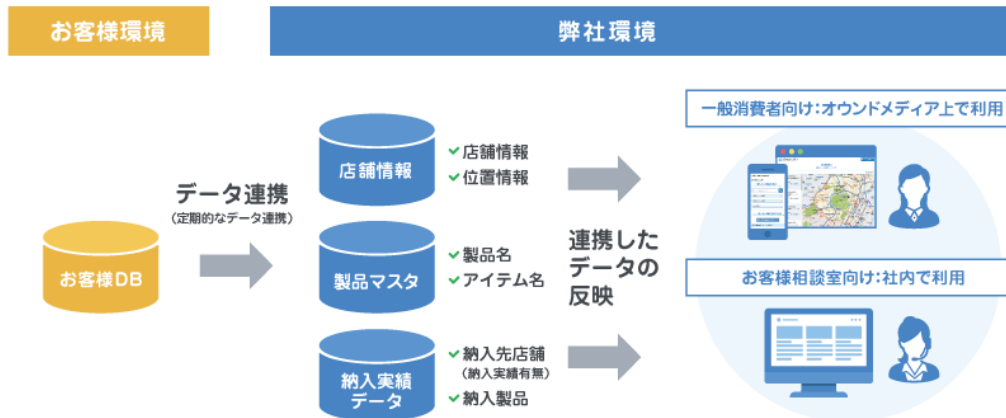 お客様環境
弊社環境
お客様DB
データ連携
(定期的なデータ連携)
店舗情報
店舗情報
位置情報
製品マスタ
製品名
アイテム名
納入実績
データ
納入先店舗
(納入実績有無)
納入製品
連携した
データの
反映
一般消費者向け:オウンドメディア上で利用
お客様相談室向け:社内で利用